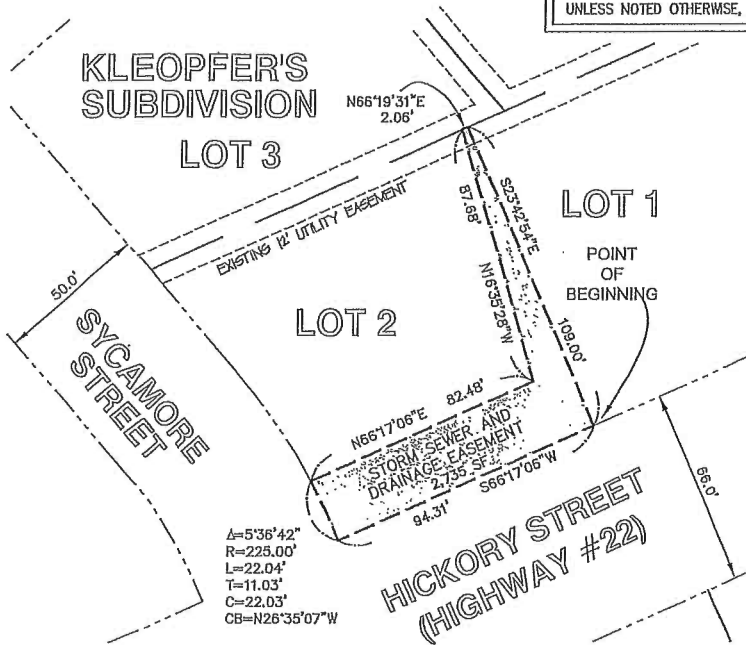 UNLESS NOTED OTHERWISE,
KLEOPFER'S
SUBDIVISION
LOT 3
N66°19'31"E
2.06'
EXISTING 12' UTILITY EASEMENT
87.68'
N16°35'28"W
S23°42'54"E
109.00'
LOT 1
POINT
OF
BEGINNING
50.0'
SYCAMORE
STREET
LOT 2
N66°17'06"E
82.48'
STORM SEWER AND
DRAINAGE EASEMENT
2,735 SF
S66°17'06"W
94.31'
66.0'
HICKORY STREET
(HIGHWAY #22)
Δ=5°36'42"
R=225.00'
L=22.04'
T=11.03'
C=22.03'
CB=N26°35'07"W